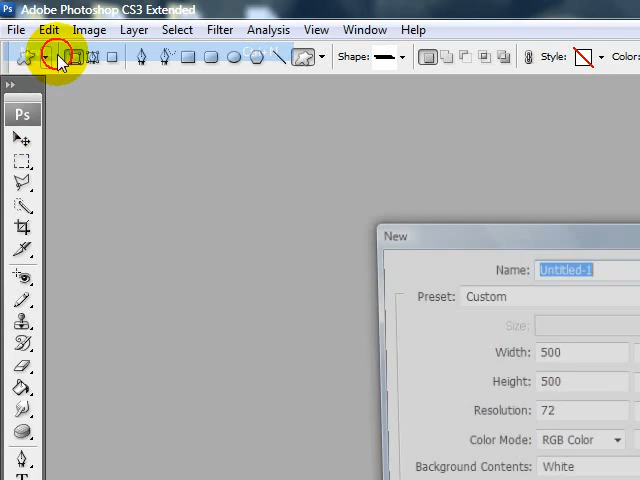 Ps Adobe Photoshop CS3 Extended
File Edit Image Layer Select Filter Analysis View Window Help
Shape: Style: Color:
Ps
New
Name: Untitled-1
Preset: Custom
Size:
Width: 500
Height: 500
Resolution: 72
Color Mode: RGB Color
Background Contents: White
T